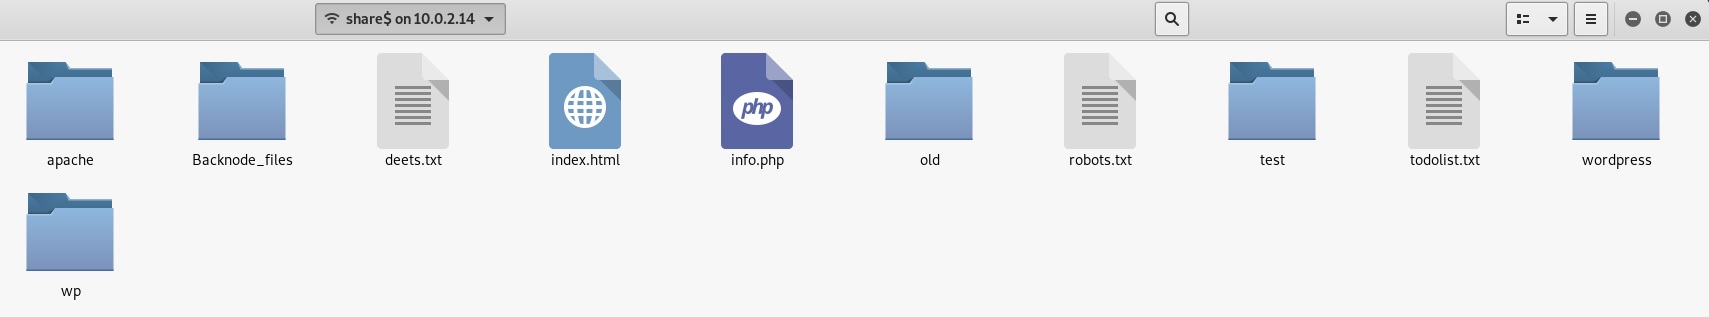 share$ on 10.0.2.14
php
apache Backnode_files deets.txt index.html info.php old robots.txt test todolist.txt wordpress
wp